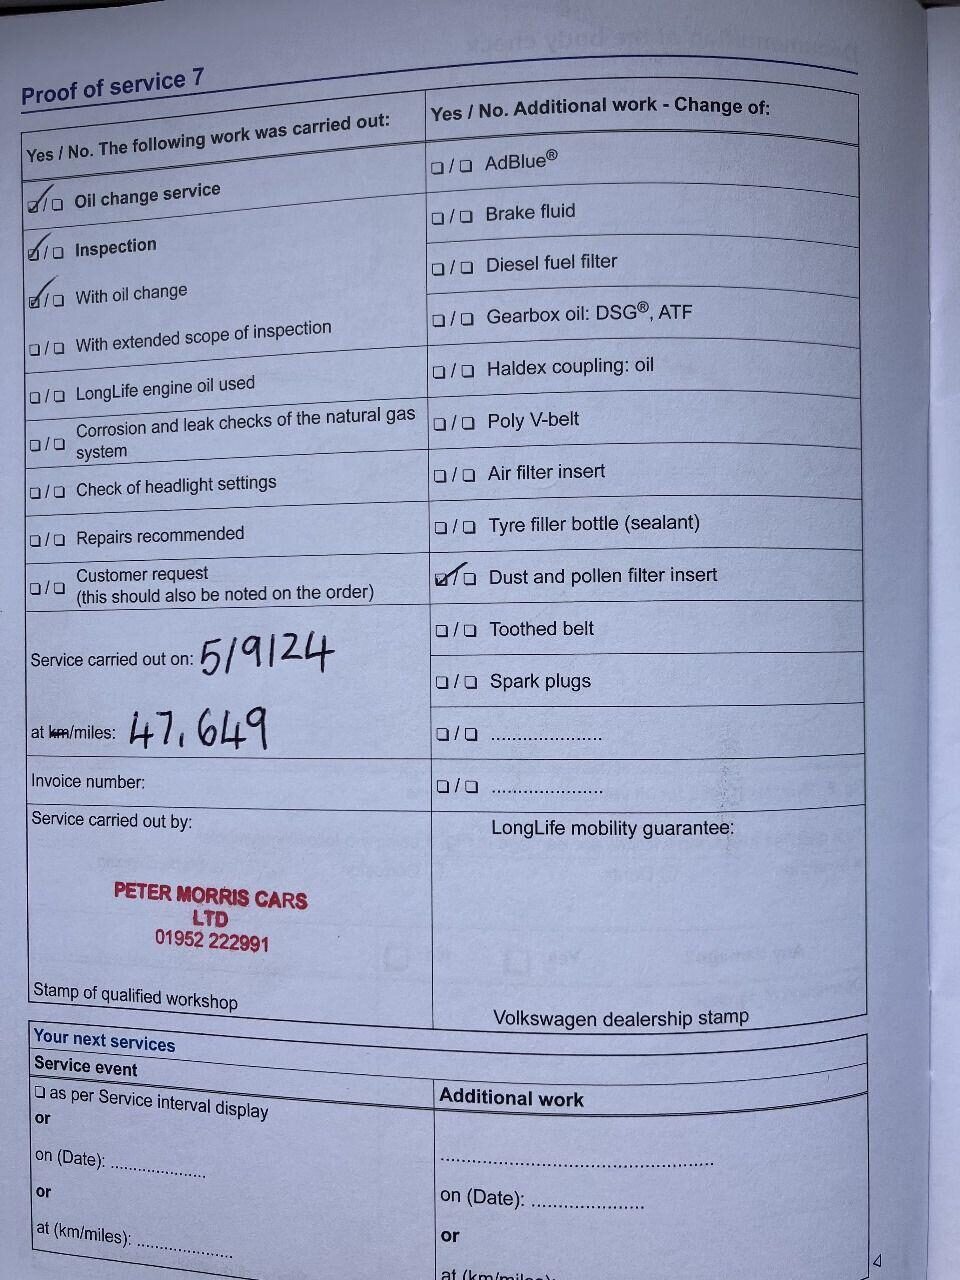 Proof of service 7
Yes / No. The following work was carried out:
☑/❏ Oil change service
☑/❏ Inspection
☑/❏ With oil change
❏/❏ With extended scope of inspection
❏/❏ LongLife engine oil used
❏/❏ Corrosion and leak checks of the natural gas
system
❏/❏ Check of headlight settings
❏/❏ Repairs recommended
❏/❏ Customer request
(this should also be noted on the order)
Service carried out on: 5/9/24
at km/miles: 47,649
Invoice number:
Service carried out by:
PETER MORRIS CARS
LTD
01952 222991
Stamp of qualified workshop
Yes / No. Additional work - Change of:
❏/❏ AdBlue®
❏/❏ Brake fluid
❏/❏ Diesel fuel filter
❏/❏ Gearbox oil: DSG®, ATF
❏/❏ Haldex coupling: oil
❏/❏ Poly V-belt
❏/❏ Air filter insert
❏/❏ Tyre filler bottle (sealant)
☑/❏ Dust and pollen filter insert
❏/❏ Toothed belt
❏/❏ Spark plugs
❏/❏ .....................
❏/❏ .....................
LongLife mobility guarantee:
Volkswagen dealership stamp
Your next services
Service event
❏ as per Service interval display
or
on (Date): .....................
or
at (km/miles): .....................
Additional work
............................................................
on (Date): .........................
or
at (km/miles):